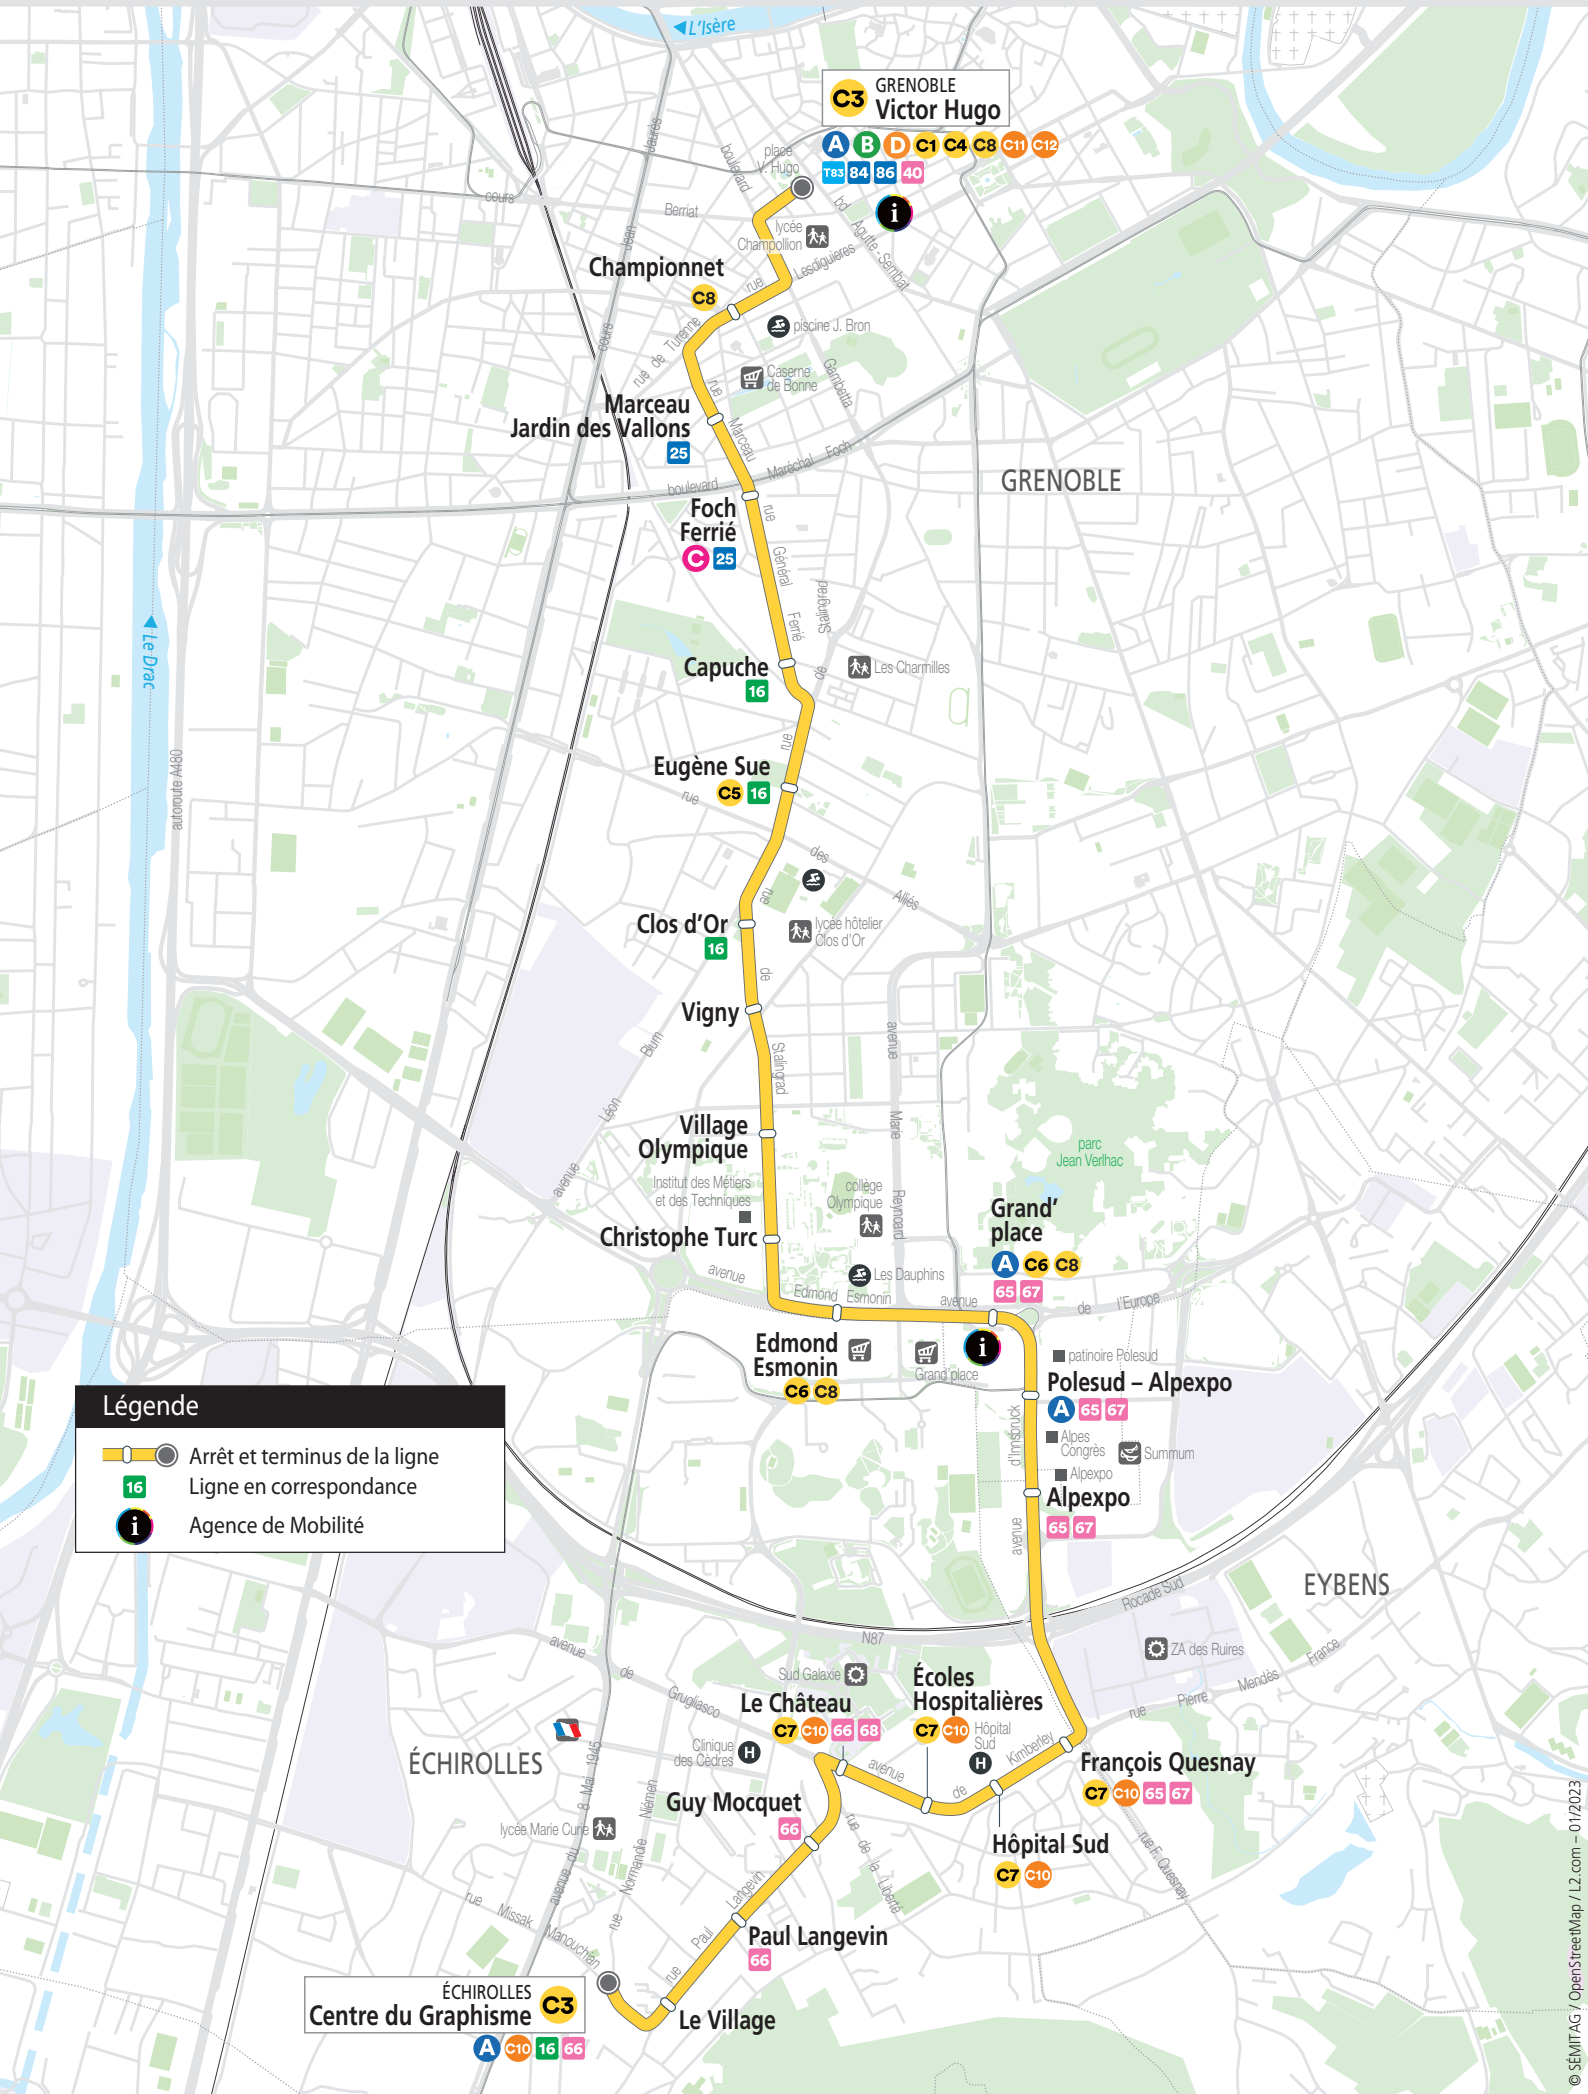 L'Isère
C3 GRENOBLE
Victor Hugo
A B D C1 C4 C8 C11 C12
T83 84 86 40
i
place
V. Hugo
boulevard
cours
Jaurès
Berriat
Jean
cours
lycée
Champollion
bd Agutte - Sembat
rue Lesdiguières
Championnet
C8
piscine J. Bron
rue de Turenne
Caserne
de Bonne
Gambetta
rue Marceau
Marceau
Jardin des Vallons
25
boulevard Maréchal Foch
GRENOBLE
Foch
Ferrié
C 25
rue Général Ferrié
Stalingrad
de
rue
Le Drac
autoroute A480
Capuche
16
Les Charmilles
Eugène Sue
C5 16
rue des Alliés
Clos d'Or
16
rue
lycée hôtelier
Clos d'Or
de
Vigny
Stalingrad
avenue Léon Blum
avenue Marie Reynoard
Village
Olympique
Institut des Métiers
et des Techniques
collège
Olympique
parc
Jean Verlhac
Christophe Turc
Grand'
place
A C6 C8
65 67
Les Dauphins
avenue Edmond Esmonin
avenue de l'Europe
Edmond
Esmonin
C6 C8
Grand'place
i
patinoire Polesud
Polesud – Alpexpo
A 65 67
Alpes
Congrès
Summum
Alpexpo
Alpexpo
65 67
avenue d'Innsbruck
Légende
Arrêt et terminus de la ligne
16 Ligne en correspondance
i Agence de Mobilité
EYBENS
Rocade Sud
N87
ZA des Ruires
rue Pierre Mendès France
avenue de Grugliasco
Sud Galaxie
Le Château
C7 C10 66 68
Écoles
Hospitalières
C7 C10
Hôpital
Sud
H
Clinique
des Cèdres
H
avenue de Kimberley
François Quesnay
C7 C10 65 67
ÉCHIROLLES
avenue du 8 Mai 1945
Guy Mocquet
66
rue de la Liberté
Hôpital Sud
C7 C10
rue F. Quesnay
lycée Marie Curie
rue Normandie Niémen
rue Missak Manouchian
rue Paul Langevin
Paul Langevin
66
ÉCHIROLLES
Centre du Graphisme C3
A C10 16 66
Le Village
© SÉMITAG / OpenStreetMap / L2.com – 01/2023